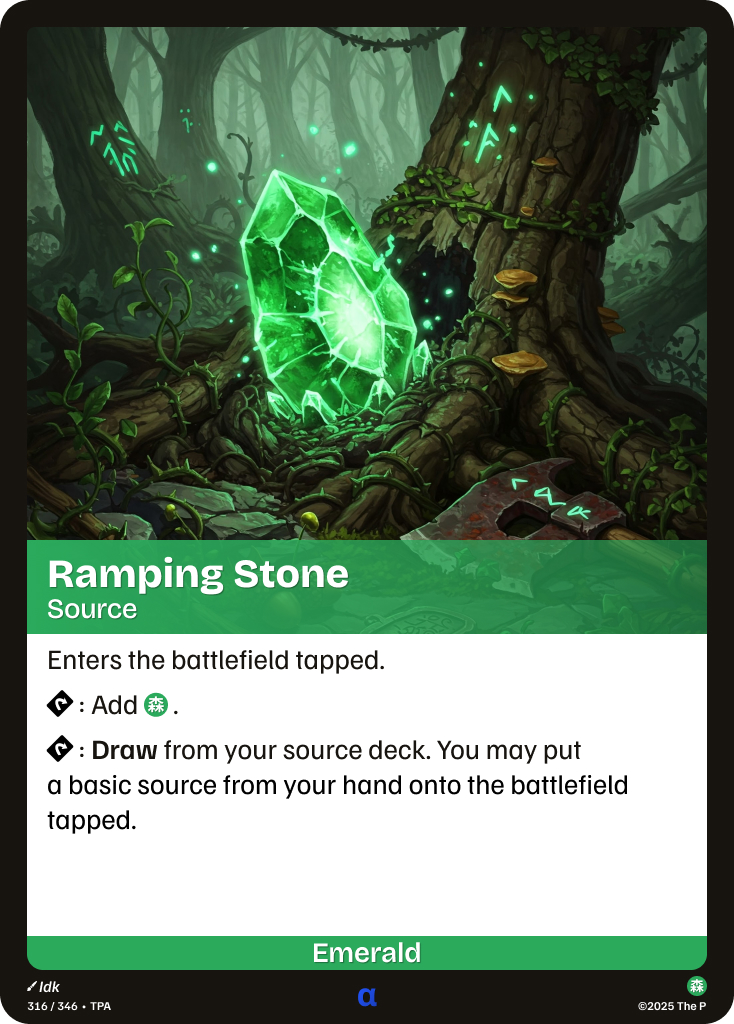 Ramping Stone
Source
Enters the battlefield tapped.
: Add 森 .
: Draw from your source deck. You may put
a basic source from your hand onto the battlefield
tapped.
Emerald
Idk
316 / 346 • TPA
α
森
©2025 The P